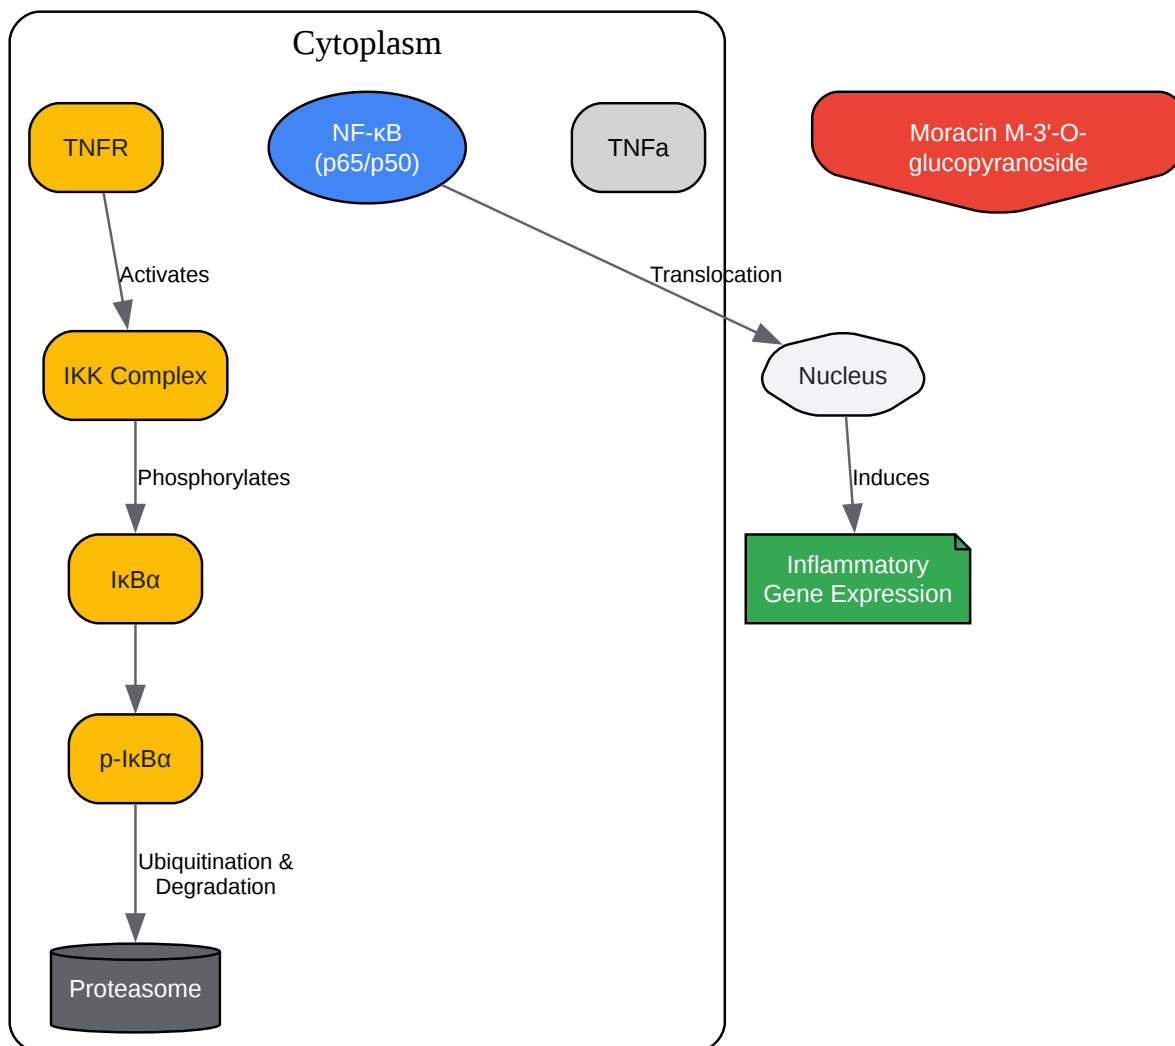 Cytoplasm
TNFR
NF-κB
(p65/p50)
TNFa
Moracin M-3'-O-
glucopyranoside
Activates
Translocation
IKK Complex
Nucleus
Phosphorylates
Induces
IκBα
Inflammatory
Gene Expression
p-IκBα
Ubiquitination &
Degradation
Proteasome